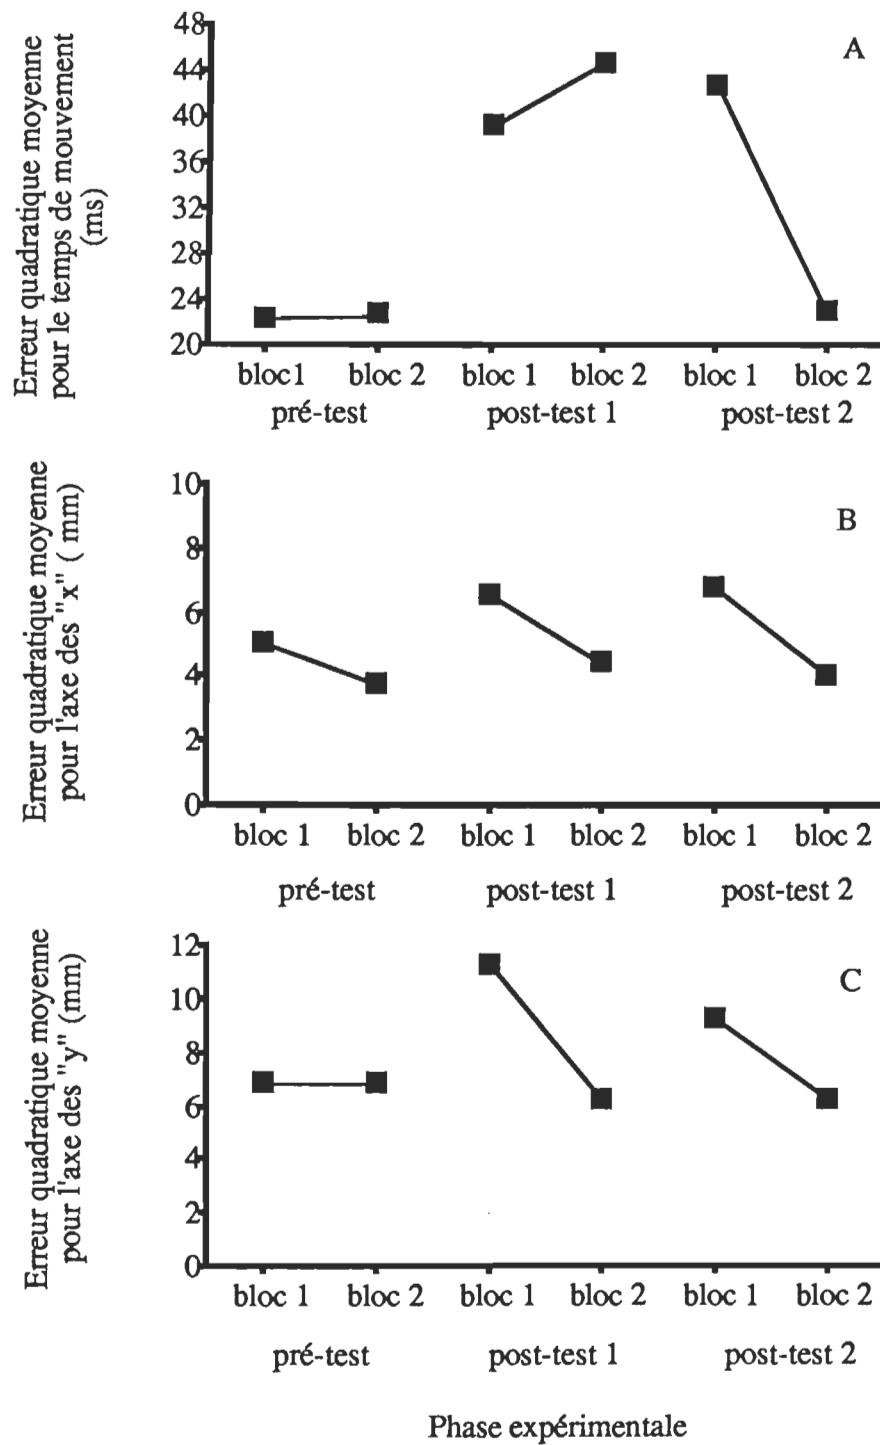 Erreur quadratique moyenne
pour le temps de mouvement
(ms)
48
44
40
36
32
28
24
20
A
bloc1 bloc 2 bloc 1 bloc 2 bloc 1 bloc 2
pré-test post-test 1 post-test 2
Erreur quadratique moyenne
pour l'axe des "x" ( mm)
10
8
6
4
2
0
B
bloc 1 bloc 2 bloc 1 bloc 2 bloc 1 bloc 2
pré-test post-test 1 post-test 2
Erreur quadratique moyenne
pour l'axe des "y" (mm)
12
10
8
6
4
2
0
C
bloc 1 bloc 2 bloc 1 bloc 2 bloc 1 bloc 2
pré-test post-test 1 post-test 2
Phase expérimentale